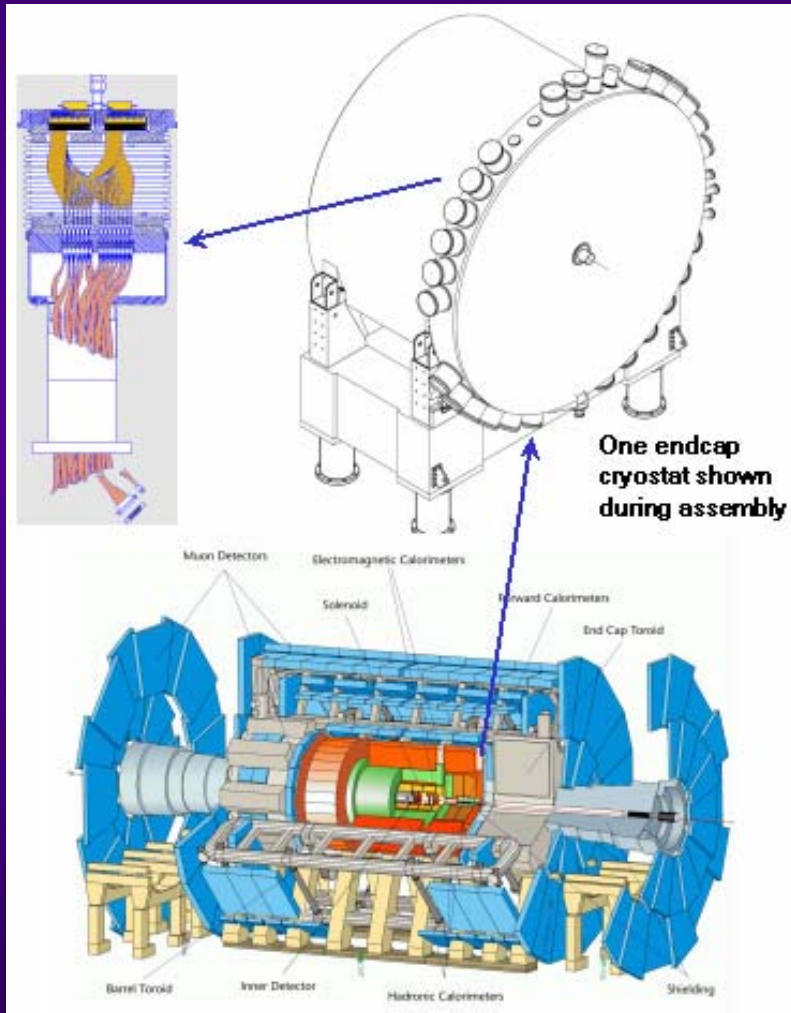 One endcap
cryostat shown
during assembly
Muon Detectors
Electromagnetic Calorimeters
Solenoid
Forward Calorimeters
End Cap Toroid
Barrel Toroid
Inner Detector
Hadronic Calorimeters
Shielding